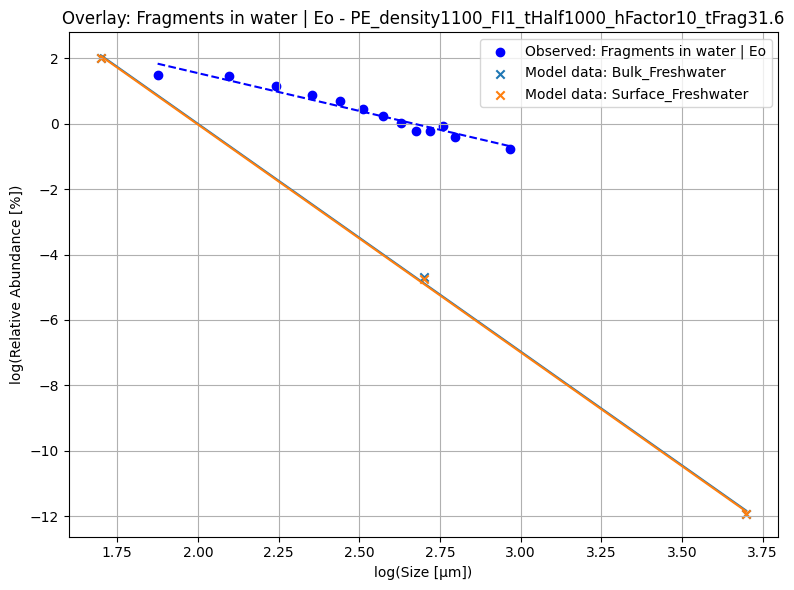 Overlay: Fragments in water | Eo - PE_density1100_FI1_tHalf1000_hFactor10_tFrag31.6
Observed: Fragments in water | Eo
Model data: Bulk_Freshwater
Model data: Surface_Freshwater
log(Relative Abundance [%])
2
0
−2
−4
−6
−8
−10
−12
1.75 2.00 2.25 2.50 2.75 3.00 3.25 3.50 3.75
log(Size [µm])